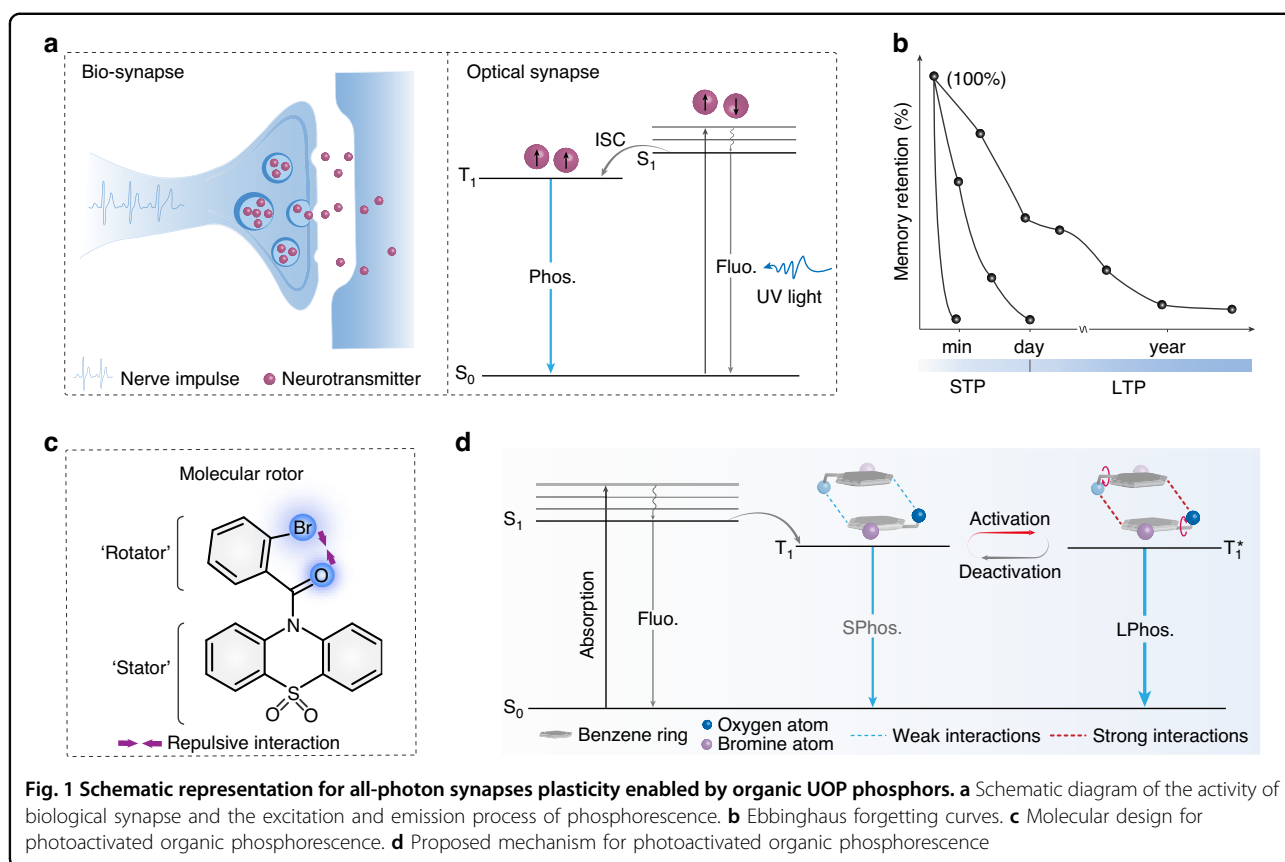 a
Bio-synapse
Nerve impulse
Neurotransmitter
Optical synapse
ISC
S1
T1
Phos.
Fluo.
UV light
S0
b
Memory retention (%)
(100%)
min
day
year
STP
LTP
c
Molecular rotor
'Rotator'
Br
O
N
'Stator'
S
O
O
Repulsive interaction
d
S1
T1
Activation
Deactivation
T1*
Absorption
Fluo.
SPhos.
LPhos.
S0
Benzene ring
Oxygen atom
Bromine atom
Weak interactions
Strong interactions
Fig. 1 Schematic representation for all-photon synapses plasticity enabled by organic UOP phosphors. a Schematic diagram of the activity of
biological synapse and the excitation and emission process of phosphorescence. b Ebbinghaus forgetting curves. c Molecular design for
photoactivated organic phosphorescence. d Proposed mechanism for photoactivated organic phosphorescence